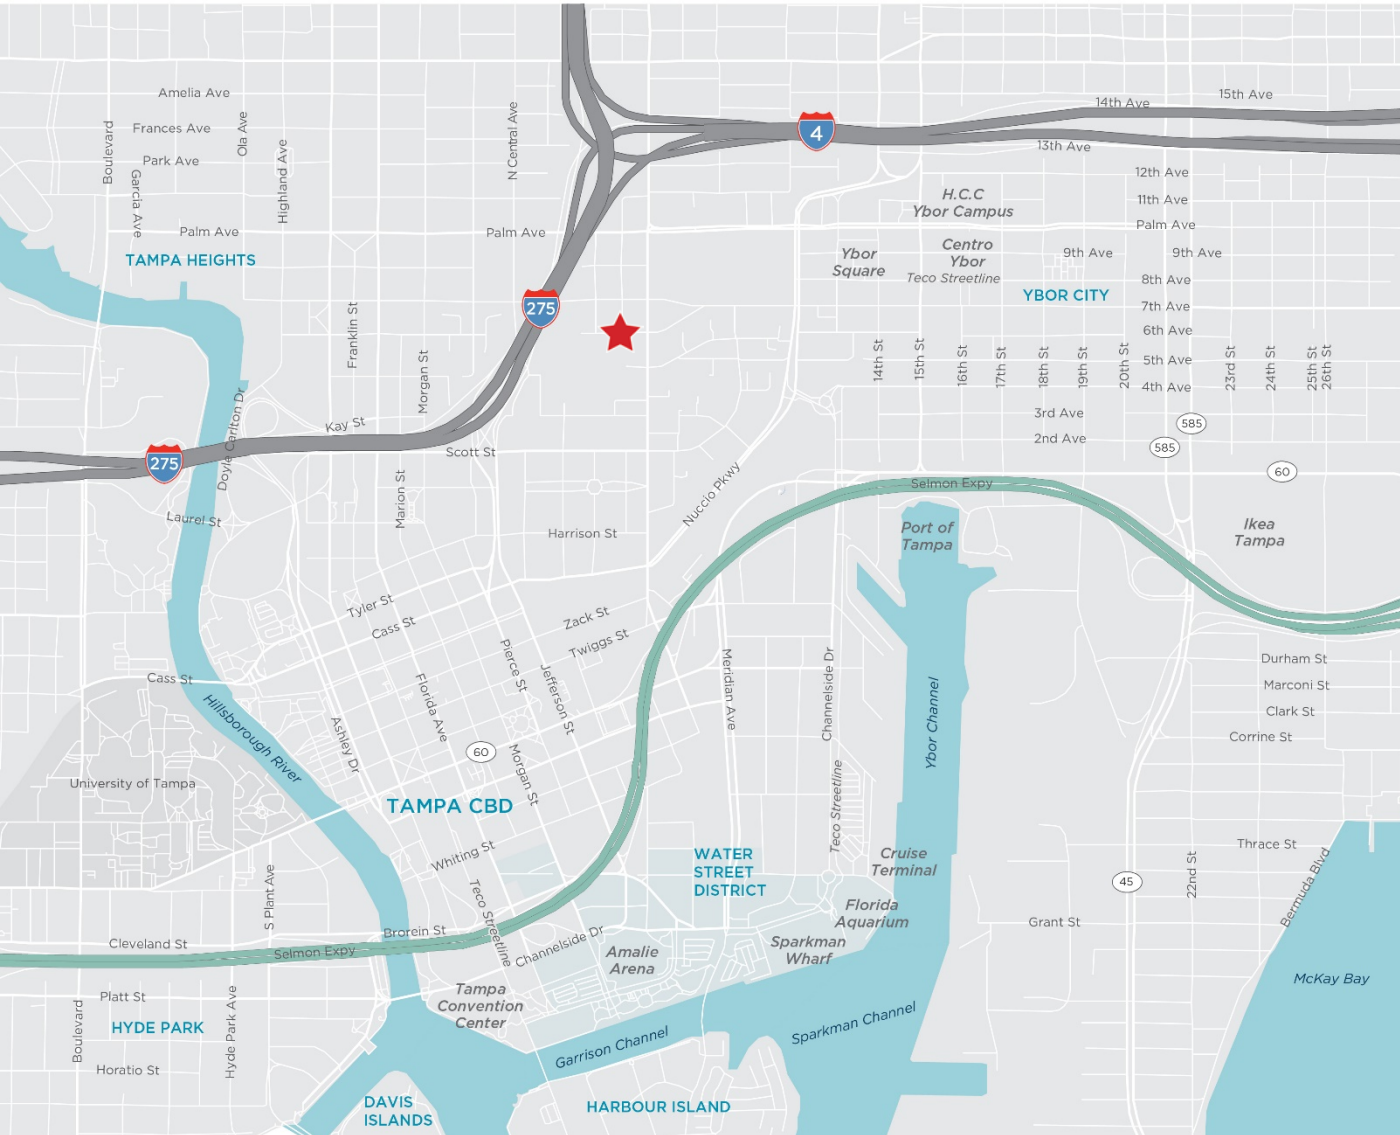 Amelia Ave
Frances Ave
Park Ave
Boulevard
Garcia Ave
Ola Ave
Highland Ave
Palm Ave
TAMPA HEIGHTS
N Central Ave
Palm Ave
4
14th Ave
15th Ave
13th Ave
12th Ave
11th Ave
Palm Ave
H.C.C
Ybor Campus
Ybor
Square
Centro
Ybor
Teco Streetline
9th Ave
9th Ave
8th Ave
YBOR CITY
7th Ave
6th Ave
5th Ave
4th Ave
275
Franklin St
Morgan St
14th St
15th St
16th St
17th St
18th St
19th St
20th St
23rd St
24th St
25th St
26th St
3rd Ave
2nd Ave
585
585
60
Kay St
Scott St
275
Doyle Carlton Dr
Marion St
Laurel St
Nuccio Pkwy
Harrison St
Selmon Expy
Port of
Tampa
Ikea
Tampa
Tyler St
Cass St
Zack St
Twiggs St
Cass St
Pierce St
Jefferson St
Florida Ave
Ashley Dr
Hillsborough River
Meridian Ave
Channelside Dr
Ybor Channel
Durham St
Marconi St
Clark St
Corrine St
60
Morgan St
University of Tampa
TAMPA CBD
Teco Streetline
Whiting St
WATER
STREET
DISTRICT
Cruise
Terminal
Florida
Aquarium
Thrace St
45
22nd St
Bermuda Blvd
S Plant Ave
Teco Streetline
Cleveland St
Selmon Expy
Brorein St
Channelside Dr
Amalie
Arena
Sparkman
Wharf
Grant St
McKay Bay
Platt St
Boulevard
Hyde Park Ave
HYDE PARK
Horatio St
Tampa
Convention
Center
Garrison Channel
Sparkman Channel
DAVIS
ISLANDS
HARBOUR ISLAND